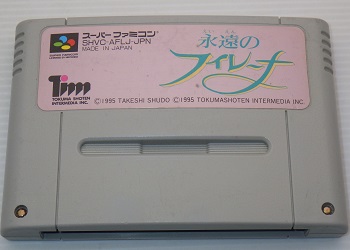 スーパーファミコン
SHVC-AFLJ-JPN
MADE IN JAPAN
永遠の
フィレーナ
Tim
TOKUMA SHOTEN
INTERMEDIA INC.
©1995 TAKESHI SHUDO ©1995 TOKUMASHOTEN INTERMEDIA INC.